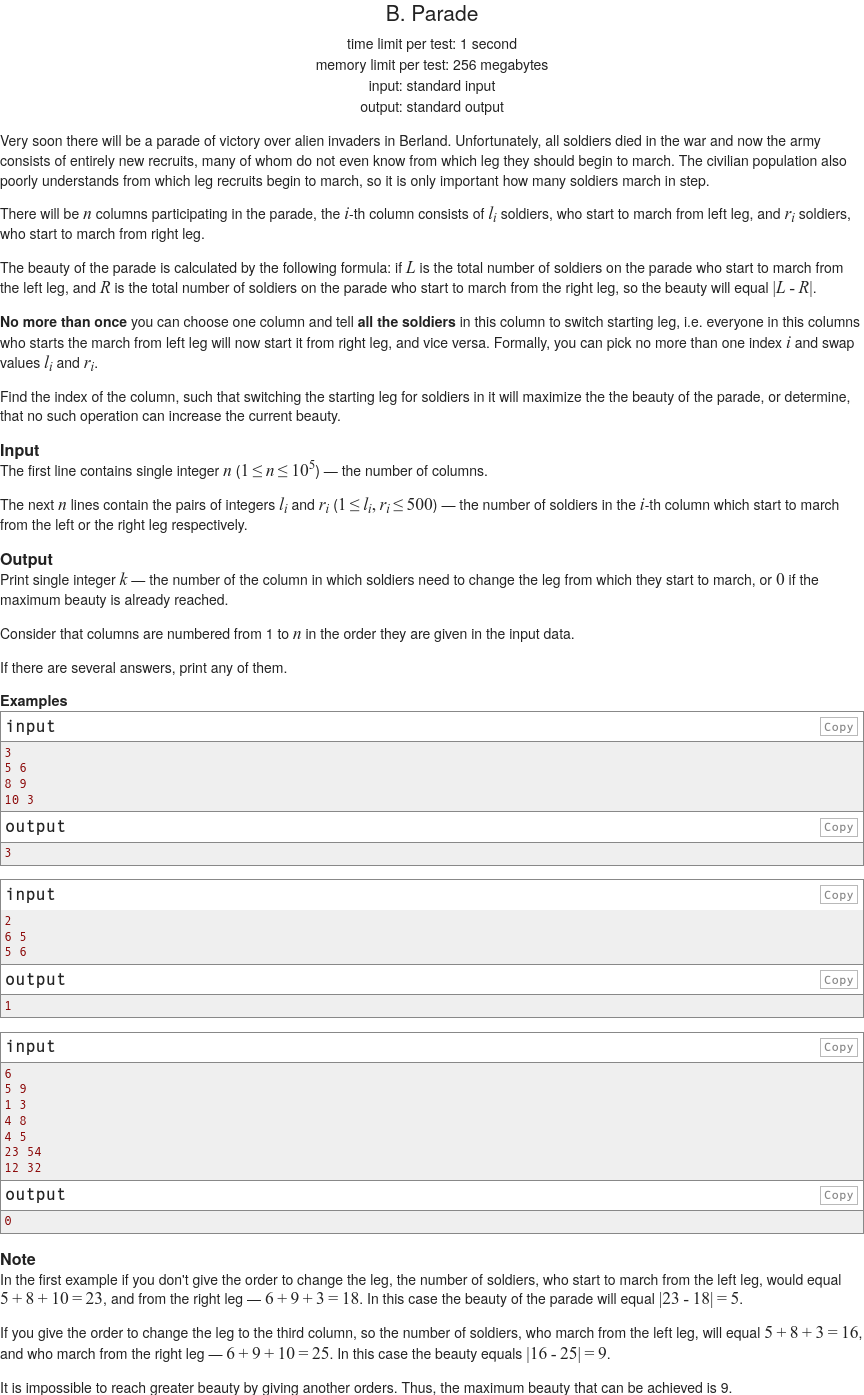 B. Parade
time limit per test: 1 second
memory limit per test: 256 megabytes
input: standard input
output: standard output
Very soon there will be a parade of victory over alien invaders in Berland. Unfortunately, all soldiers died in the war and now the army
consists of entirely new recruits, many of whom do not even know from which leg they should begin to march. The civilian population also
poorly understands from which leg recruits begin to march, so it is only important how many soldiers march in step.
There will be n columns participating in the parade, the i-th column consists of lᵢ soldiers, who start to march from left leg, and rᵢ soldiers,
who start to march from right leg.
The beauty of the parade is calculated by the following formula: if L is the total number of soldiers on the parade who start to march from
the left leg, and R is the total number of soldiers on the parade who start to march from the right leg, so the beauty will equal |L - R|.
No more than once you can choose one column and tell all the soldiers in this column to switch starting leg, i.e. everyone in this columns
who starts the march from left leg will now start it from right leg, and vice versa. Formally, you can pick no more than one index i and swap
values lᵢ and rᵢ.
Find the index of the column, such that switching the starting leg for soldiers in it will maximize the the beauty of the parade, or determine,
that no such operation can increase the current beauty.
Input
The first line contains single integer n (1 ≤ n ≤ 10⁵) — the number of columns.
The next n lines contain the pairs of integers lᵢ and rᵢ (1 ≤ lᵢ, rᵢ ≤ 500) — the number of soldiers in the i-th column which start to march
from the left or the right leg respectively.
Output
Print single integer k — the number of the column in which soldiers need to change the leg from which they start to march, or 0 if the
maximum beauty is already reached.
Consider that columns are numbered from 1 to n in the order they are given in the input data.
If there are several answers, print any of them.
Examples
input Copy
3
5 6
8 9
10 3
output Copy
3
input Copy
2
6 5
5 6
output Copy
1
input Copy
6
5 9
1 3
4 8
4 5
23 54
12 32
output Copy
0
Note
In the first example if you don't give the order to change the leg, the number of soldiers, who start to march from the left leg, would equal
5 + 8 + 10 = 23, and from the right leg — 6 + 9 + 3 = 18. In this case the beauty of the parade will equal |23 - 18| = 5.
If you give the order to change the leg to the third column, so the number of soldiers, who march from the left leg, will equal 5 + 8 + 3 = 16,
and who march from the right leg — 6 + 9 + 10 = 25. In this case the beauty equals |16 - 25| = 9.
It is impossible to reach greater beauty by giving another orders. Thus, the maximum beauty that can be achieved is 9.